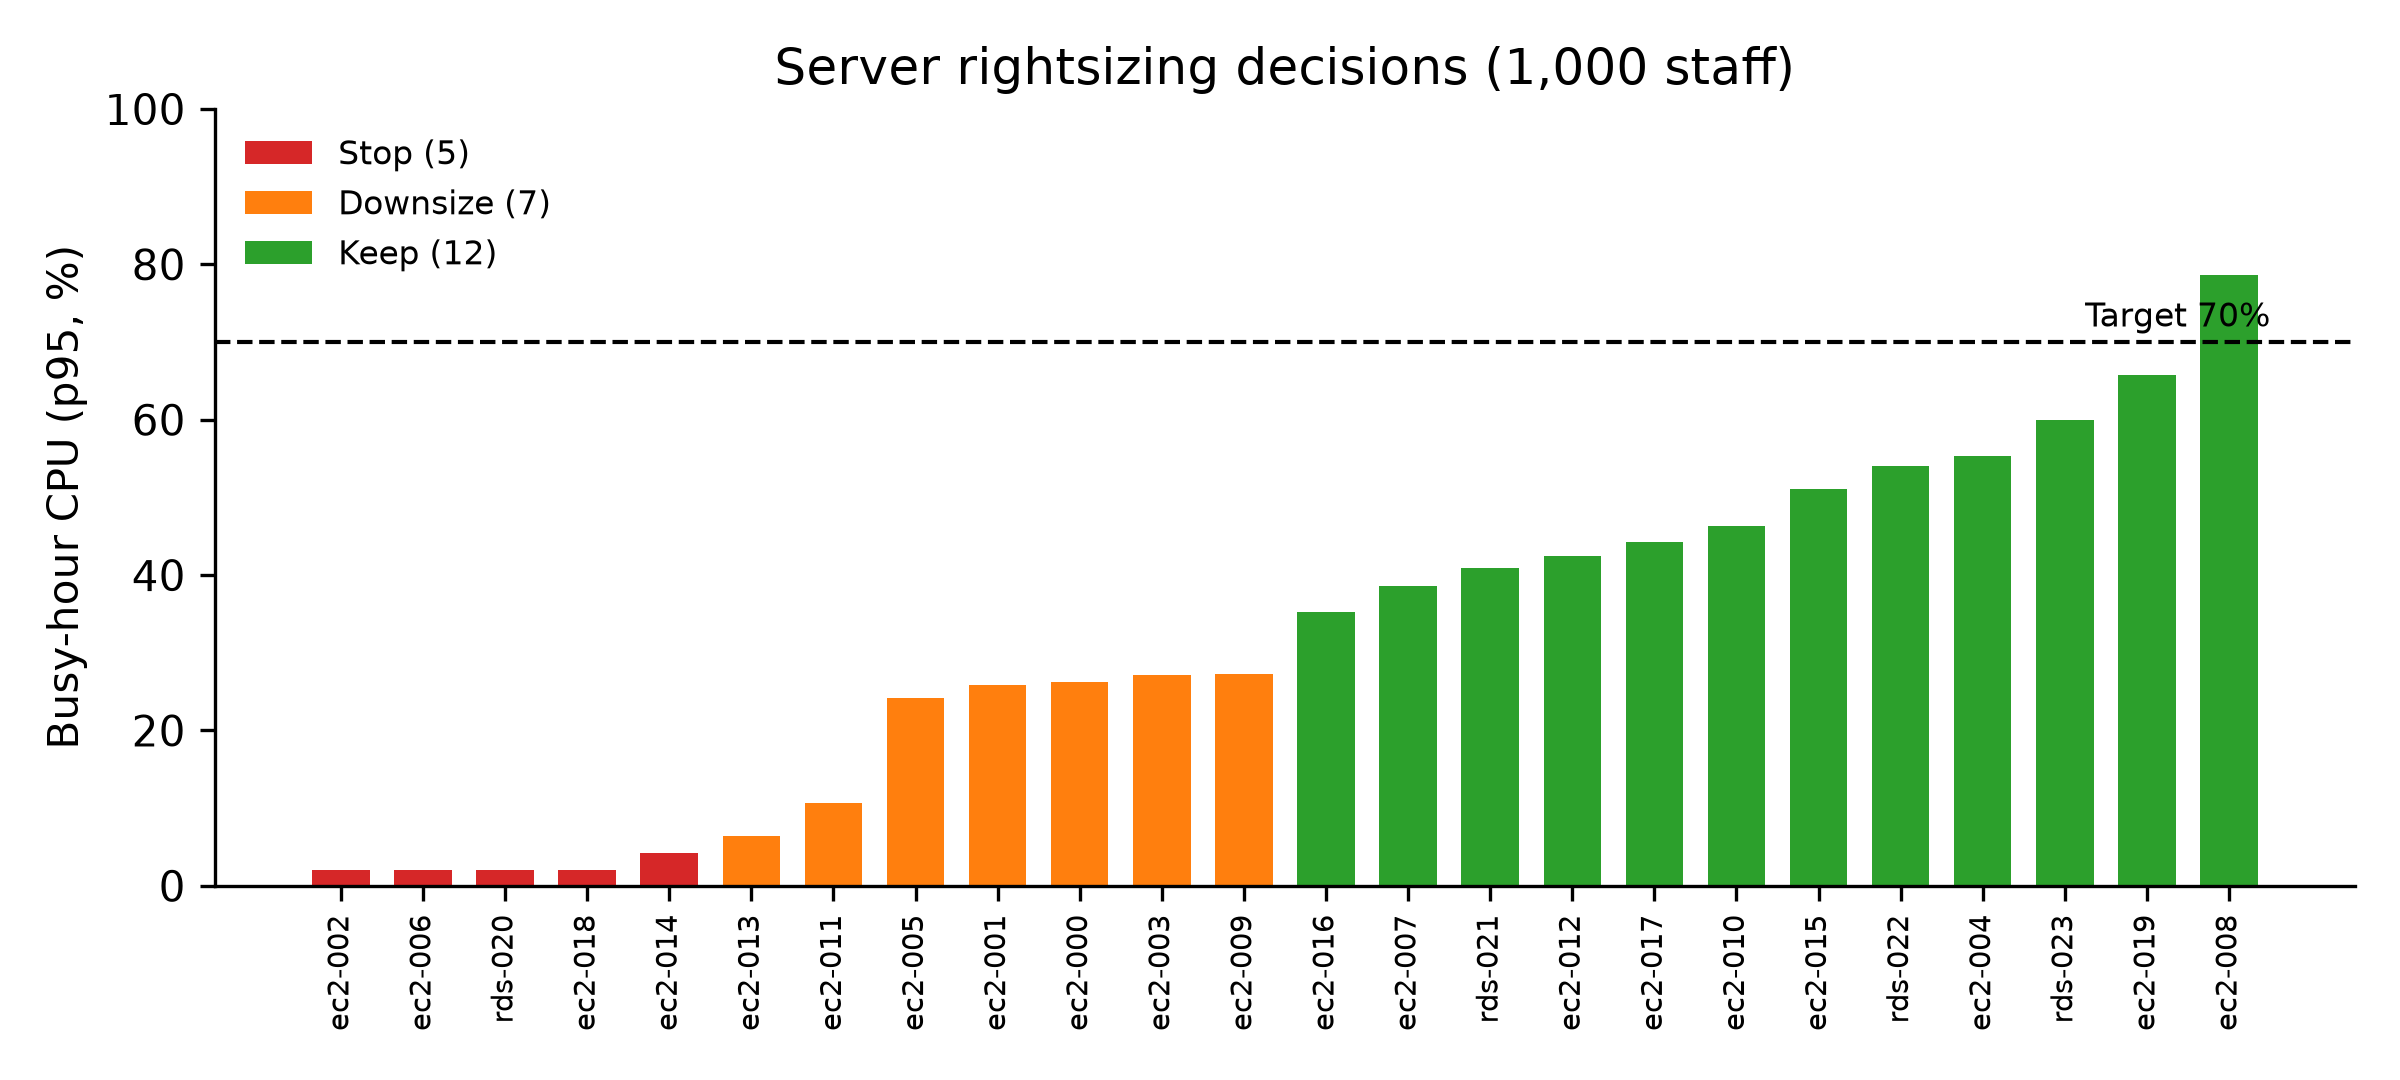 Server rightsizing decisions (1,000 staff)
Busy-hour CPU (p95, %)
100
80
60
40
20
0
Stop (5)
Downsize (7)
Keep (12)
Target 70%
ec2-002
ec2-006
rds-020
ec2-018
ec2-014
ec2-013
ec2-011
ec2-005
ec2-001
ec2-000
ec2-003
ec2-009
ec2-016
ec2-007
rds-021
ec2-012
ec2-017
ec2-010
ec2-015
rds-022
ec2-004
rds-023
ec2-019
ec2-008